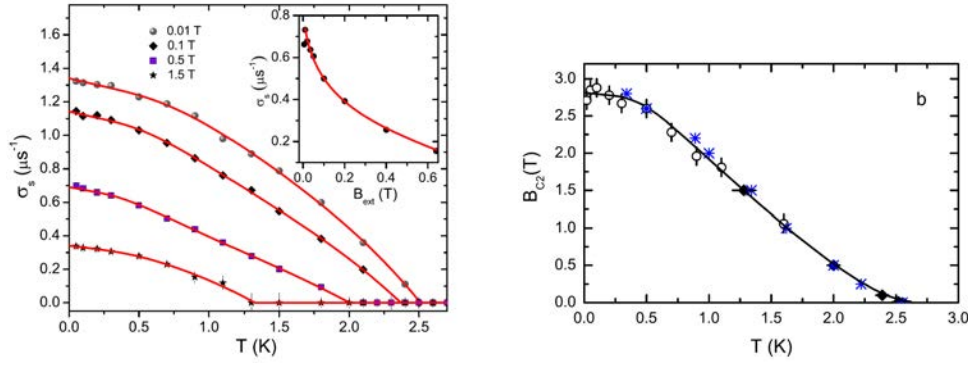 0.01 T
0.1 T
0.5 T
1.5 T
1.8
1.6
1.4
1.2
1.0
0.8
0.6
0.4
0.2
0.0
σs (μs⁻¹)
0.0 0.5 1.0 1.5 2.0 2.5
T (K)
0.8
0.6
0.4
0.2
σs (μs⁻¹)
0.0 0.2 0.4 0.6
Bext (T)
b
3.0
2.5
2.0
1.5
1.0
0.5
0.0
BC2(T)
0.0 0.5 1.0 1.5 2.0 2.5 3.0
T (K)